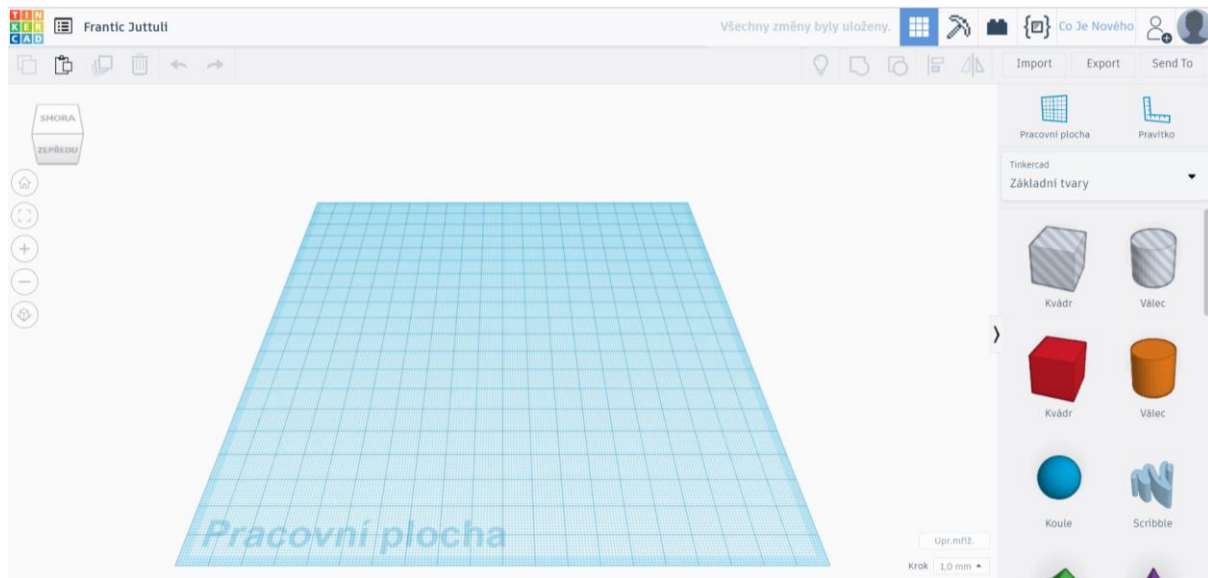 TIN
KER
CAD
Frantic Juttuli
Všechny změny byly uloženy.
Co Je Nového
Import
Export
Send To
SHORA
ZEPŘEDU
Pracovní plocha
Pravítko
Tinkercad
Základní tvary
Kvádr
Válec
Kvádr
Válec
Koule
Scribble
Pracovní plocha
Upr.mříž.
Krok
1,0 mm